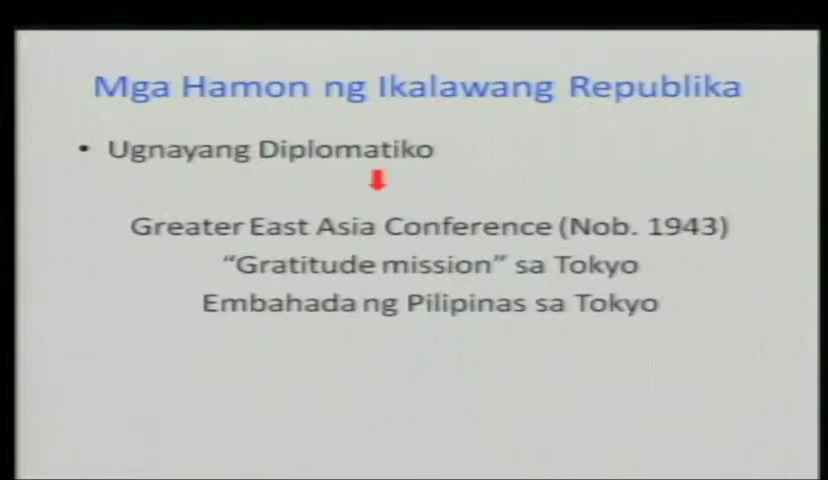 Mga Hamon ng Ikalawang Republika
• Ugnayang Diplomatiko
Greater East Asia Conference (Nob. 1943)
“Gratitude mission” sa Tokyo
Embahada ng Pilipinas sa Tokyo